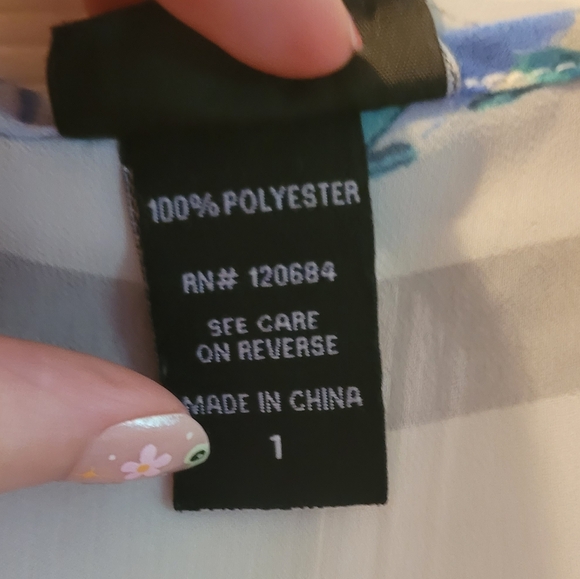 100% POLYESTER
RN# 120684
SEE CARE
ON REVERSE
MADE IN CHINA
1